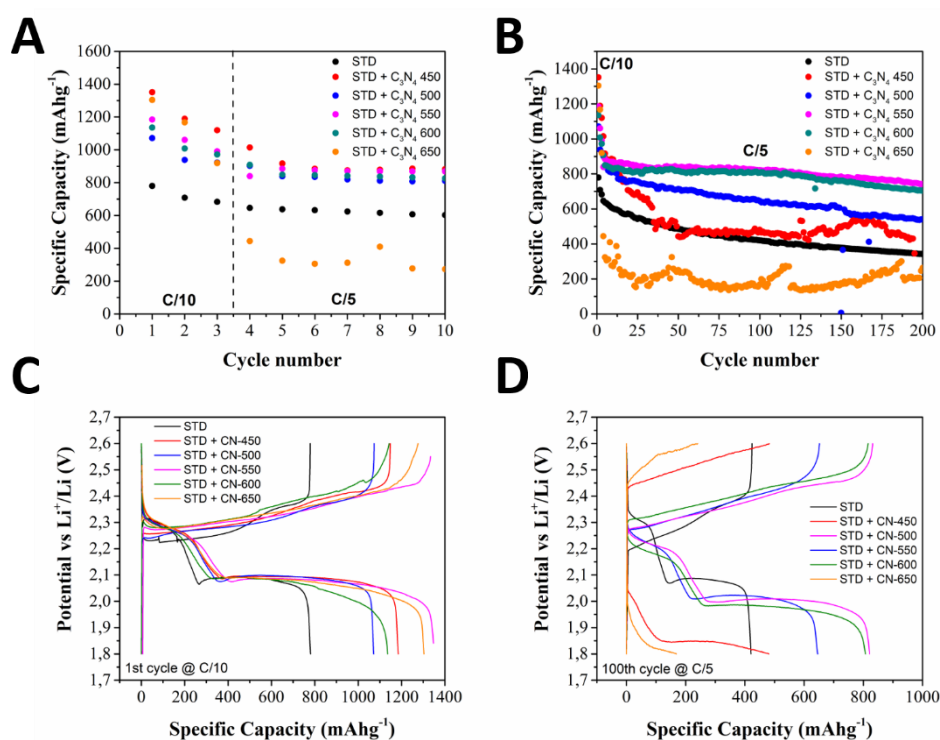 A
Specific Capacity (mAhg⁻¹)
1600
1400
1200
1000
800
600
400
200
0
STD
STD + C₃N₄ 450
STD + C₃N₄ 500
STD + C₃N₄ 550
STD + C₃N₄ 600
STD + C₃N₄ 650
C/10
C/5
0 1 2 3 4 5 6 7 8 9 10
Cycle number
B
Specific Capacity (mAhg⁻¹)
1400
1200
1000
800
600
400
200
0
C/10
STD
STD + C₃N₄ 450
STD + C₃N₄ 500
STD + C₃N₄ 550
STD + C₃N₄ 600
STD + C₃N₄ 650
C/5
0 25 50 75 100 125 150 175 200
Cycle number
C
Potential vs Li⁺/Li (V)
2,7
2,6
2,5
2,4
2,3
2,2
2,1
2,0
1,9
1,8
1,7
STD
STD + CN-450
STD + CN-500
STD + CN-550
STD + CN-600
STD + CN-650
1st cycle @ C/10
0 200 400 600 800 1000 1200 1400
Specific Capacity (mAhg⁻¹)
D
Potential vs Li⁺/Li (V)
2,7
2,6
2,5
2,4
2,3
2,2
2,1
2,0
1,9
1,8
1,7
STD
STD + CN-450
STD + CN-500
STD + CN-550
STD + CN-600
STD + CN-650
100th cycle @ C/5
0 200 400 600 800 1000
Specific Capacity (mAhg⁻¹)